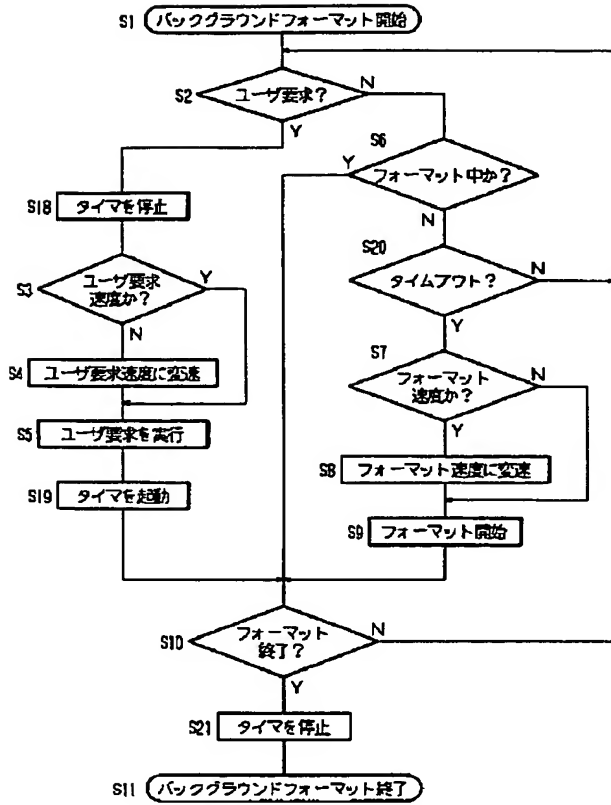 S1 バックグラウンドフォーマット開始
S2 ユーザ要求?
N
Y
S6
フォーマット中か?
Y
N
S18 タイマを停止
S20
タイムアウト?
N
Y
S3
ユーザ要求
速度か?
Y
N
S7
フォーマット
速度か?
N
Y
S4 ユーザ要求速度に変速
S5 ユーザ要求を実行
S8 フォーマット速度に変速
S19 タイマを起動
S9 フォーマット開始
S10
フォーマット
終了?
N
Y
S21 タイマを停止
S11 バックグラウンドフォーマット終了